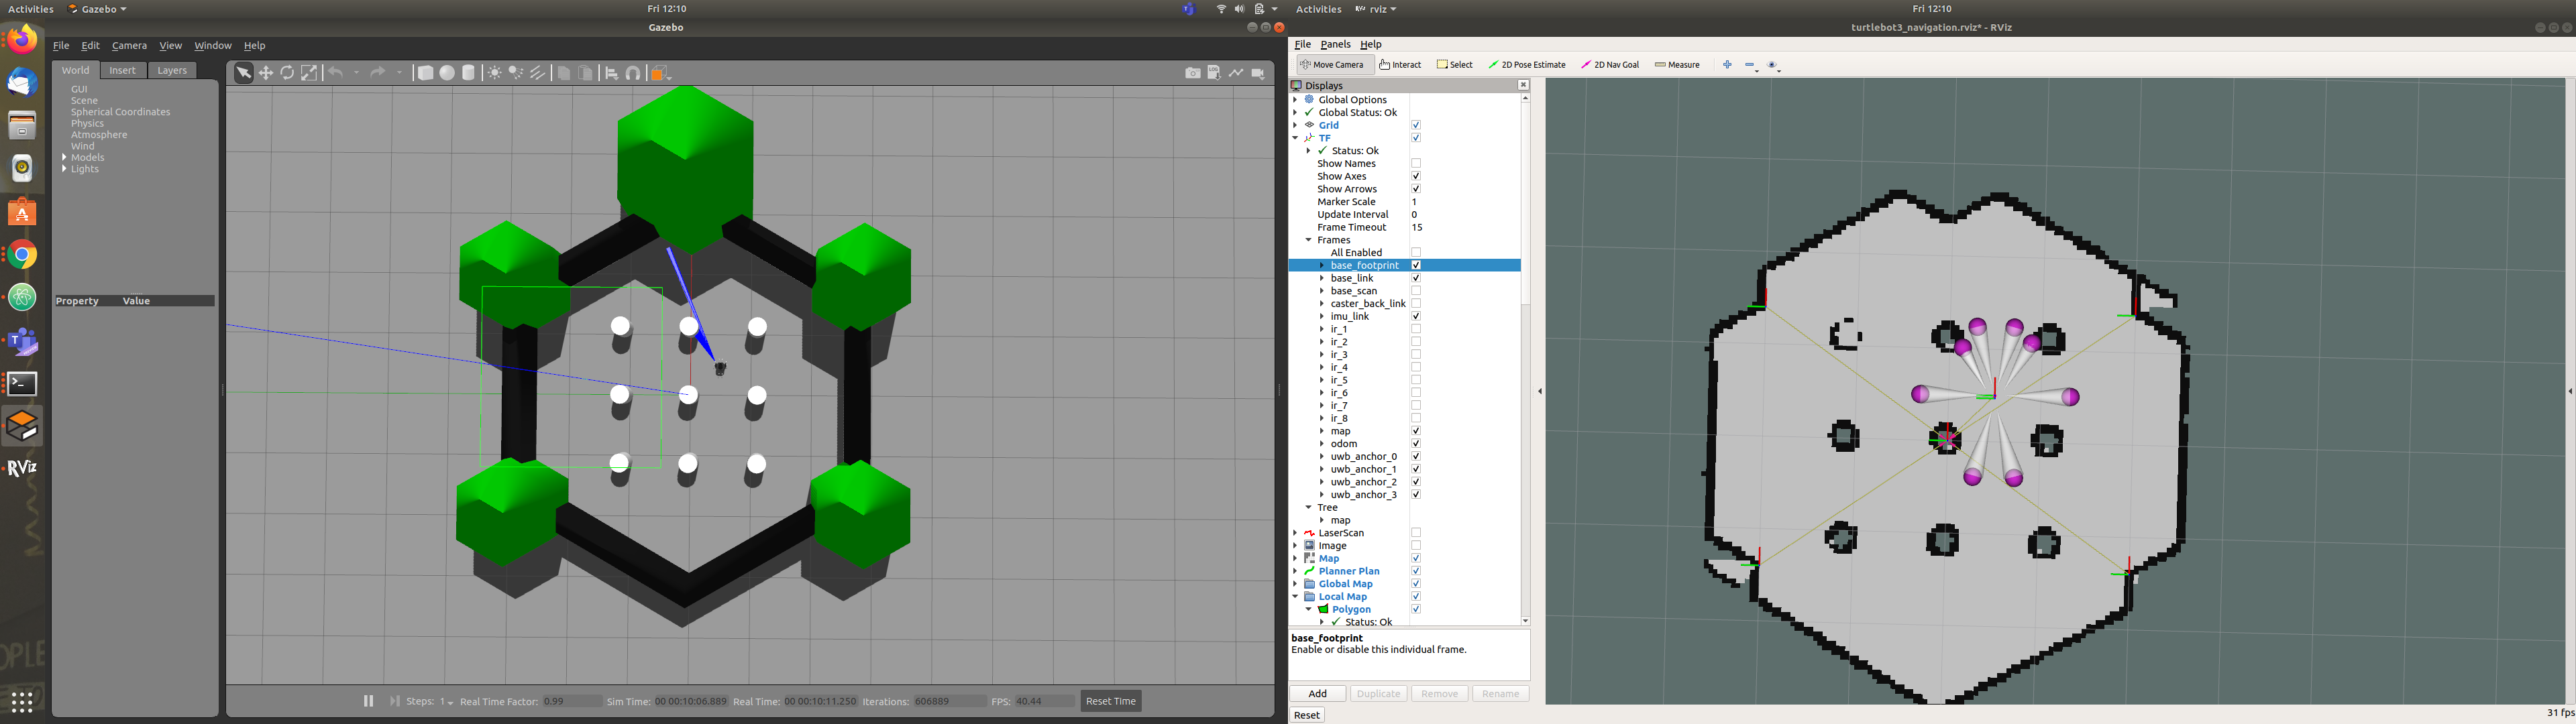 Activities Gazebo Fri 12:10
Gazebo
File Edit Camera View Window Help
World Insert Layers
GUI
Scene
Spherical Coordinates
Physics
Atmosphere
Wind
Models
Lights
Property Value
Steps: 1 Real Time Factor: 0.99 Sim Time: 00 00:10:06.889 Real Time: 00 00:10:11.250 Iterations: 606889 FPS: 40.44 Reset Time
RViz
Activities rviz Fri 12:10
turtlebot3_navigation.rviz* - RViz
File Panels Help
Move Camera Interact Select 2D Pose Estimate 2D Nav Goal Measure
Displays
Global Options
Global Status: Ok
Grid
TF
Status: Ok
Show Names
Show Axes
Show Arrows
Marker Scale 1
Update Interval 0
Frame Timeout 15
Frames
All Enabled
base_footprint
base_link
base_scan
caster_back_link
imu_link
ir_1
ir_2
ir_3
ir_4
ir_5
ir_6
ir_7
ir_8
map
odom
uwb_anchor_0
uwb_anchor_1
uwb_anchor_2
uwb_anchor_3
Tree
map
LaserScan
Image
Map
Planner Plan
Global Map
Local Map
Polygon
Status: Ok
base_footprint
Enable or disable this individual frame.
Add Duplicate Remove Rename
Reset
31 fps